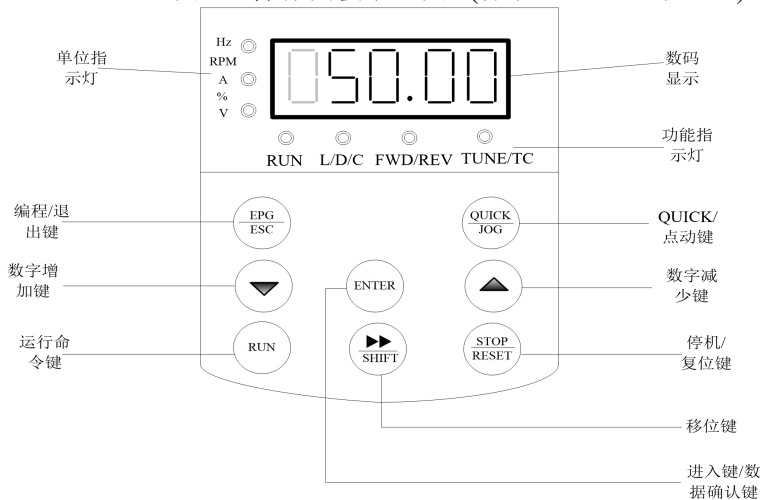 Hz
RPM
A
%
V
50.00
单位指
示灯
数码
显示
RUN L/D/C FWD/REV TUNE/TC
功能指
示灯
编程/退
出键
EPG
ESC
QUICK
JOG
QUICK/
点动键
数字增
加键
ENTER
数字减
少键
运行命
令键
RUN
SHIFT
STOP
RESET
停机/
复位键
移位键
进入键/数
据确认键